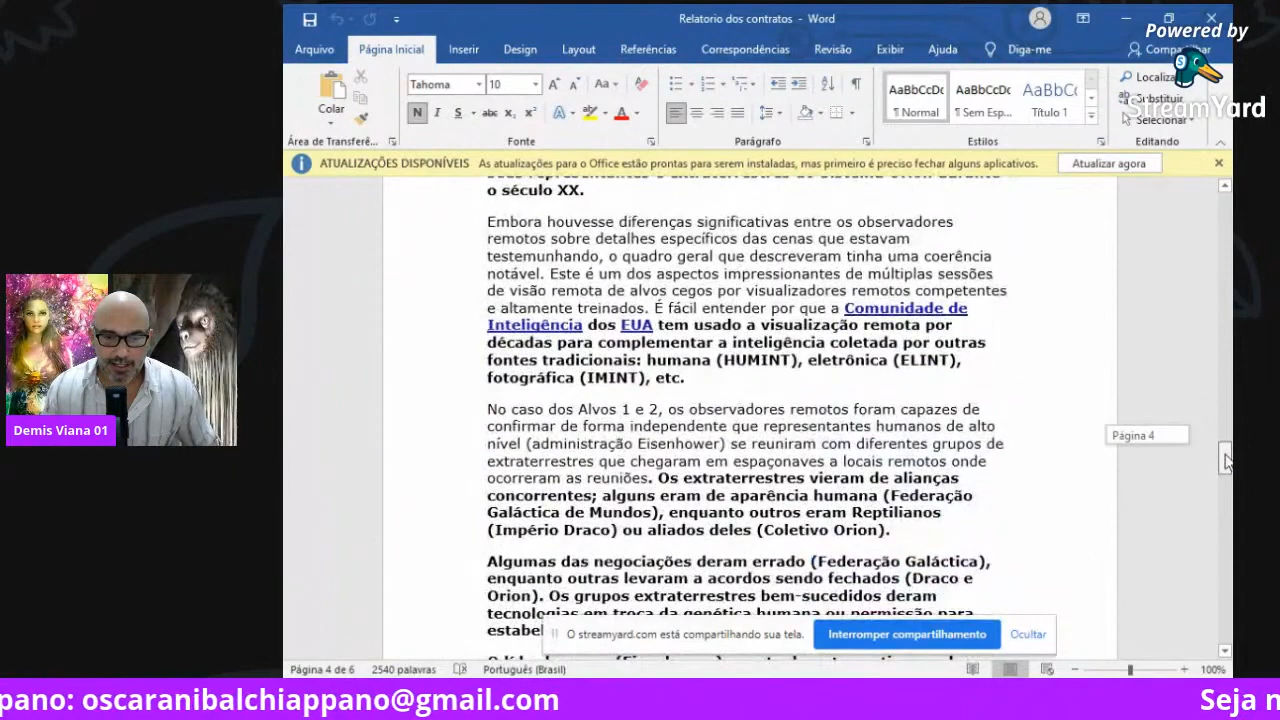 Relatorio dos contratos - Word
Powered by
StreamYard
Arquivo Página Inicial Inserir Design Layout Referências Correspondências Revisão Exibir Ajuda Diga-me
Colar
Tahoma 10
Localiza
Substituir
Selecionar
AaBbCcDc AaBbCcDc AaBbCc
¶ Normal ¶ Sem Esp... Título 1
Área de Transferê... Fonte Parágrafo Estilos Editando
ATUALIZAÇÕES DISPONÍVEIS As atualizações para o Office estão prontas para serem instaladas, mas primeiro é preciso fechar alguns aplicativos. Atualizar agora
o século XX.
Embora houvesse diferenças significativas entre os observadores
remotos sobre detalhes específicos das cenas que estavam
testemunhando, o quadro geral que descreveram tinha uma coerência
notável. Este é um dos aspectos impressionantes de múltiplas sessões
de visão remota de alvos cegos por visualizadores remotos competentes
e altamente treinados. É fácil entender por que a Comunidade de
Inteligência dos EUA tem usado a visualização remota por
décadas para complementar a inteligência coletada por outras
fontes tradicionais: humana (HUMINT), eletrônica (ELINT),
fotográfica (IMINT), etc.
No caso dos Alvos 1 e 2, os observadores remotos foram capazes de
confirmar de forma independente que representantes humanos de alto
nível (administração Eisenhower) se reuniram com diferentes grupos de
extraterrestres que chegaram em espaçonaves a locais remotos onde
ocorreram as reuniões. Os extraterrestres vieram de alianças
concorrentes; alguns eram de aparência humana (Federação
Galáctica de Mundos), enquanto outros eram Reptilianos
(Império Draco) ou aliados deles (Coletivo Orion).
Algumas das negociações deram errado (Federação Galáctica),
enquanto outras levaram a acordos sendo fechados (Draco e
Orion). Os grupos extraterrestres bem-sucedidos deram
tecnologias em troca da genética humana ou permissão para
Página 4
Demis Viana 01
O streamyard.com está compartilhando sua tela. Interromper compartilhamento Ocultar
Página 4 de 6 2540 palavras Português (Brasil) 100%
pano: oscaranibalchiappano@gmail.com Seja